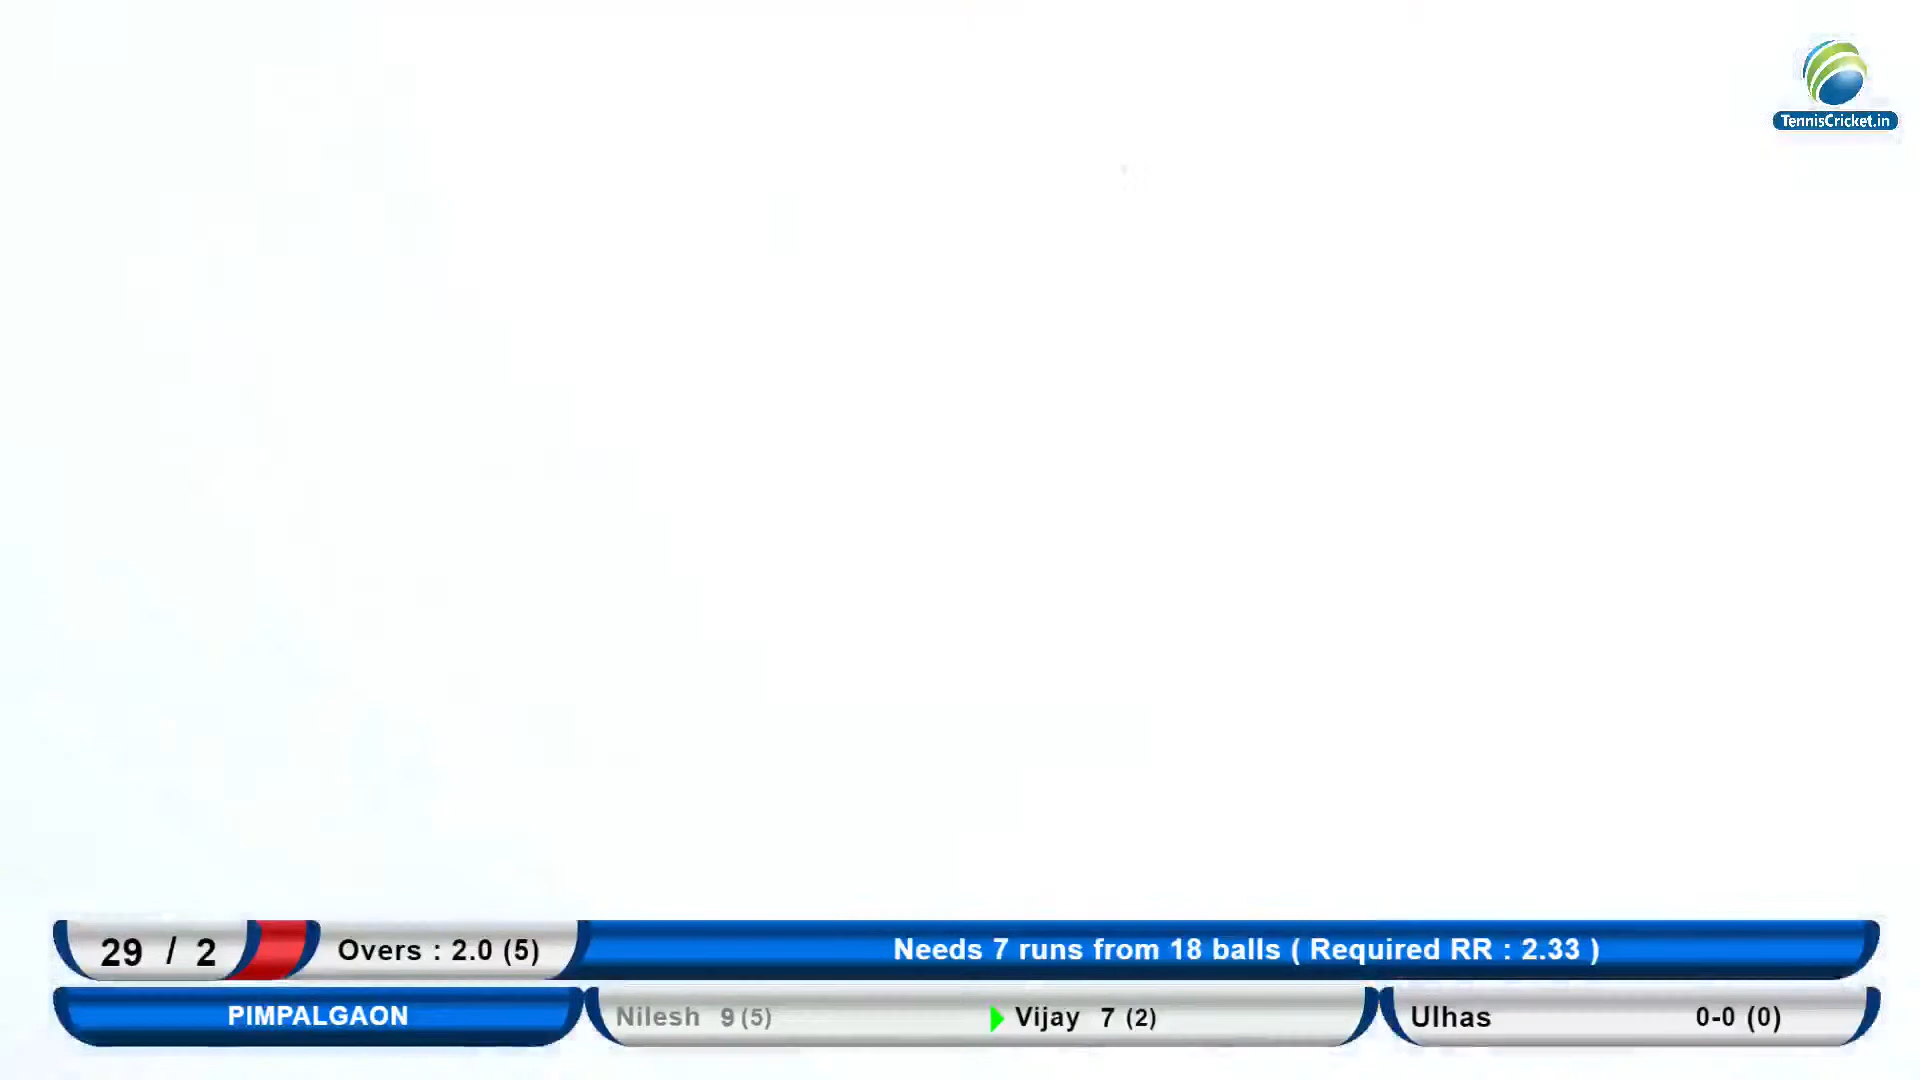 TennisCricket.in
29 / 2 Overs : 2.0 (5) Needs 7 runs from 18 balls ( Required RR : 2.33 )
PIMPALGAON Nilesh 9 (5) Vijay 7 (2) Ulhas 0-0 (0)